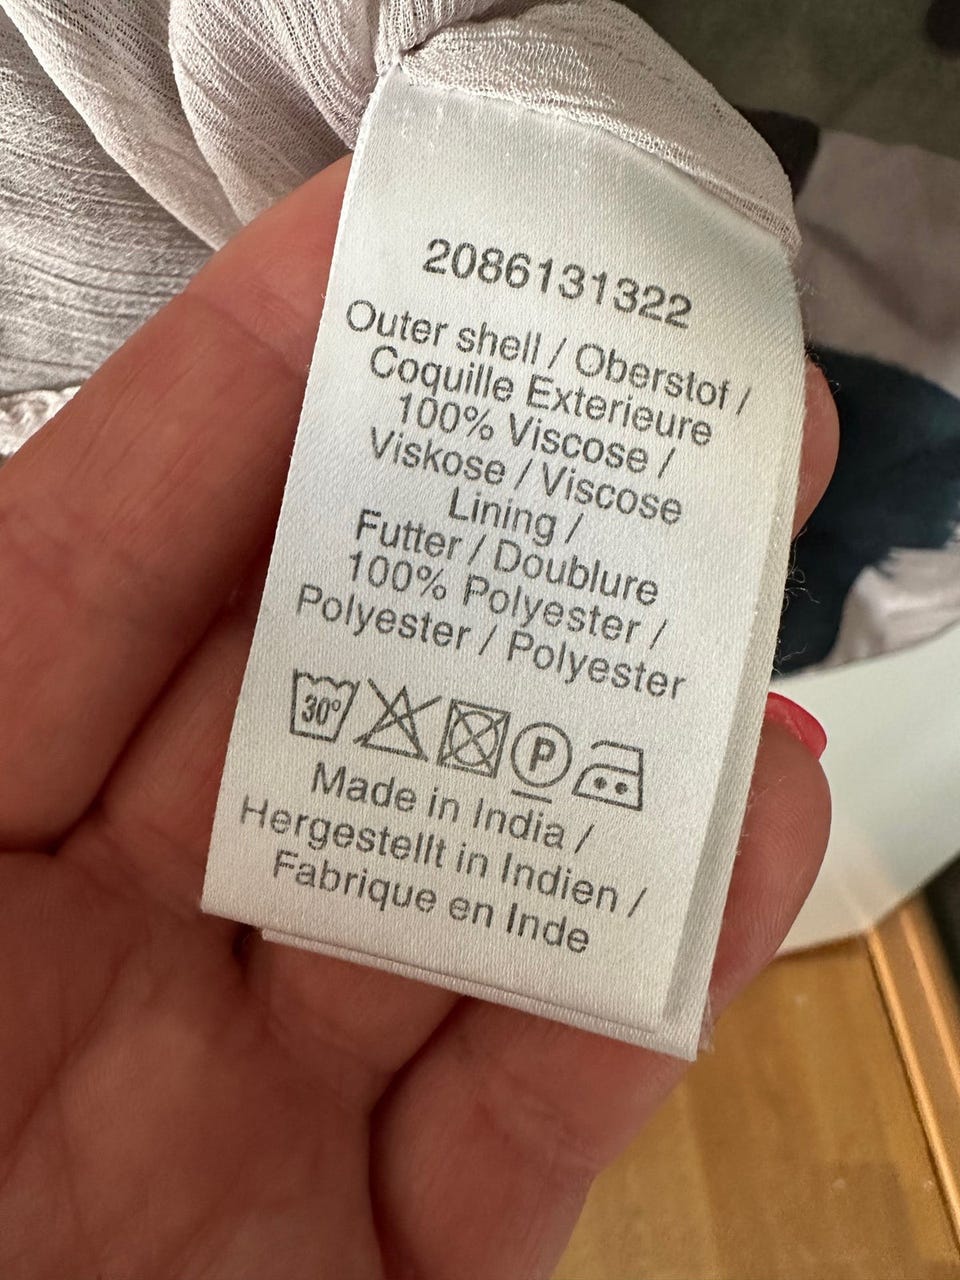 2086131322
Outer shell / Oberstof /
Coquille Exterieure
100% Viscose /
Viskose / Viscose
Lining /
Futter / Doublure
100% Polyester /
Polyester / Polyester
30° P
Made in India /
Hergestellt in Indien /
Fabrique en Inde